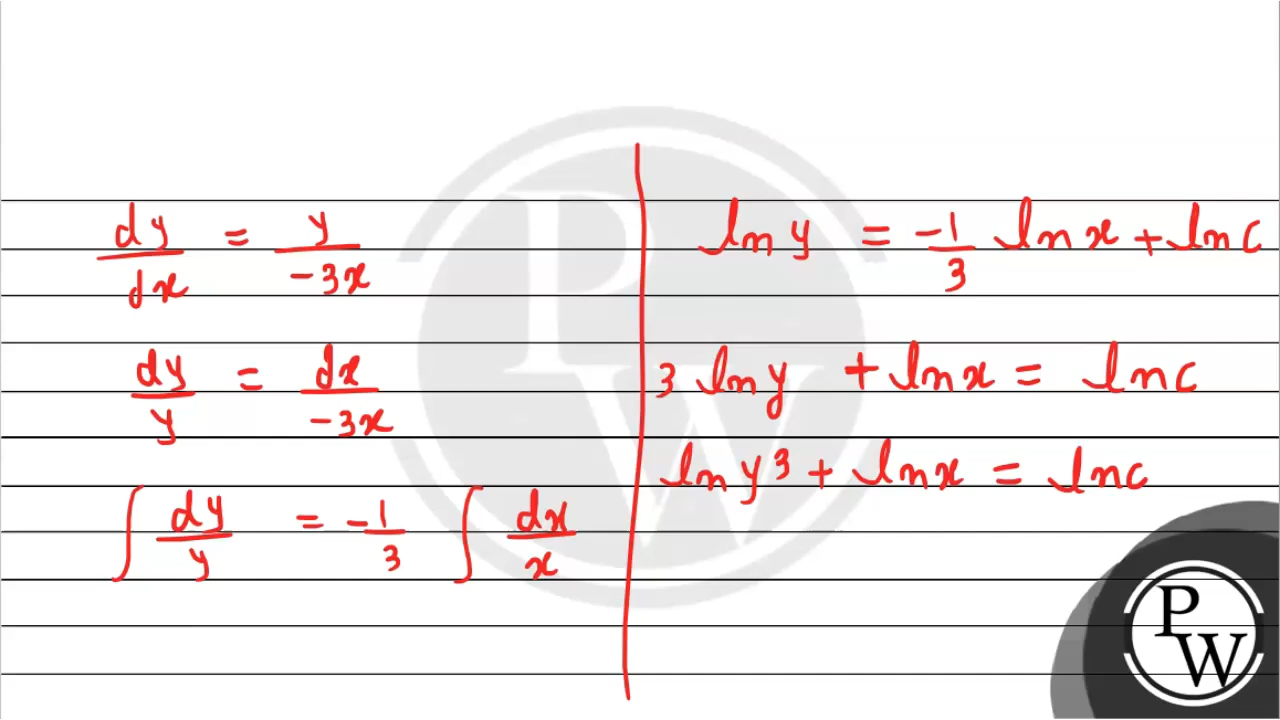 dy/dx = y/-3x
dy/y = dx/-3x
∫ dy/y = -1/3 ∫ dx/x
ln y = -1/3 ln x + ln c
3 ln y + ln x = ln c
ln y3 + ln x = ln c
PW
PW